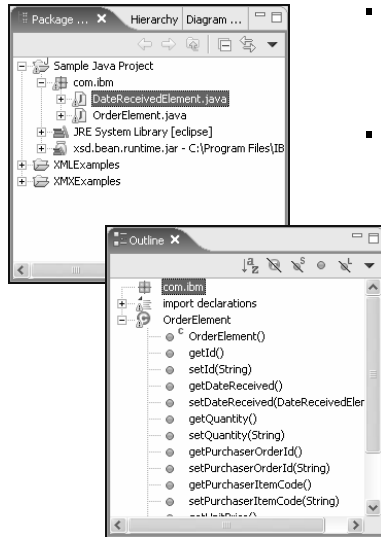 Package ...
Hierarchy
Diagram ...
Sample Java Project
com.ibm
DateReceivedElement.java
OrderElement.java
JRE System Library [eclipse]
xsd.bean.runtime.jar - C:\Program Files\IB
XMLExamples
XMXExamples
Outline
com.ibm
import declarations
OrderElement
OrderElement()
getId()
setId(String)
getDateReceived()
setDateReceived(DateReceivedEler
getQuantity()
setQuantity(String)
getPurchaserOrderId()
setPurchaserOrderId(String)
getPurchaserItemCode()
setPurchaserItemCode(String)
getUnitPrice()